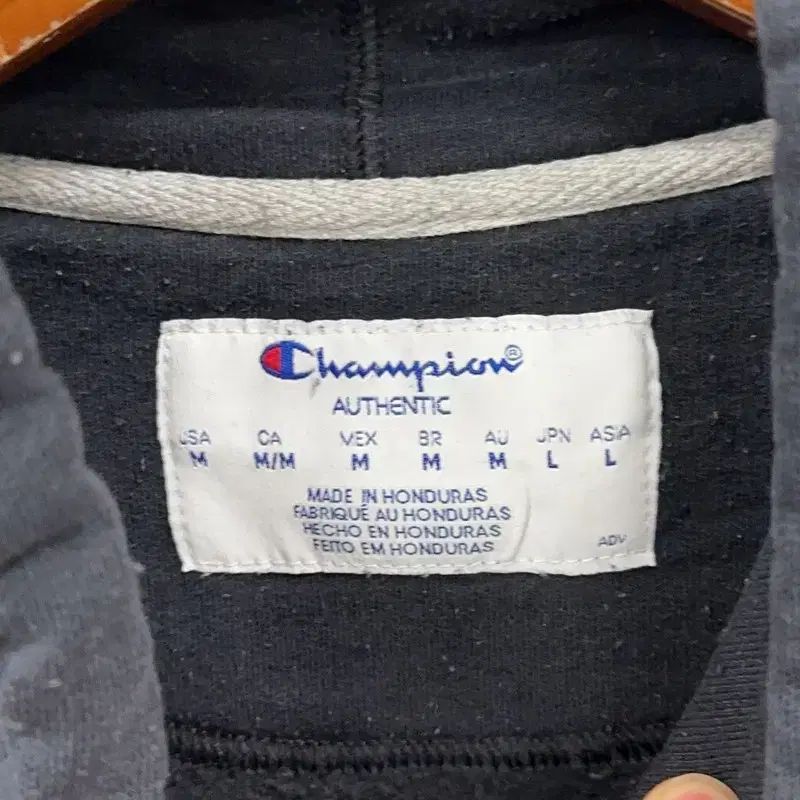 Champion®
AUTHENTIC
USA CA MEX BR AU JPN ASIA
M M/M M M M L L
MADE IN HONDURAS
FABRIQUÉ AU HONDURAS
HECHO EN HONDURAS
FEITO EM HONDURAS
ADV